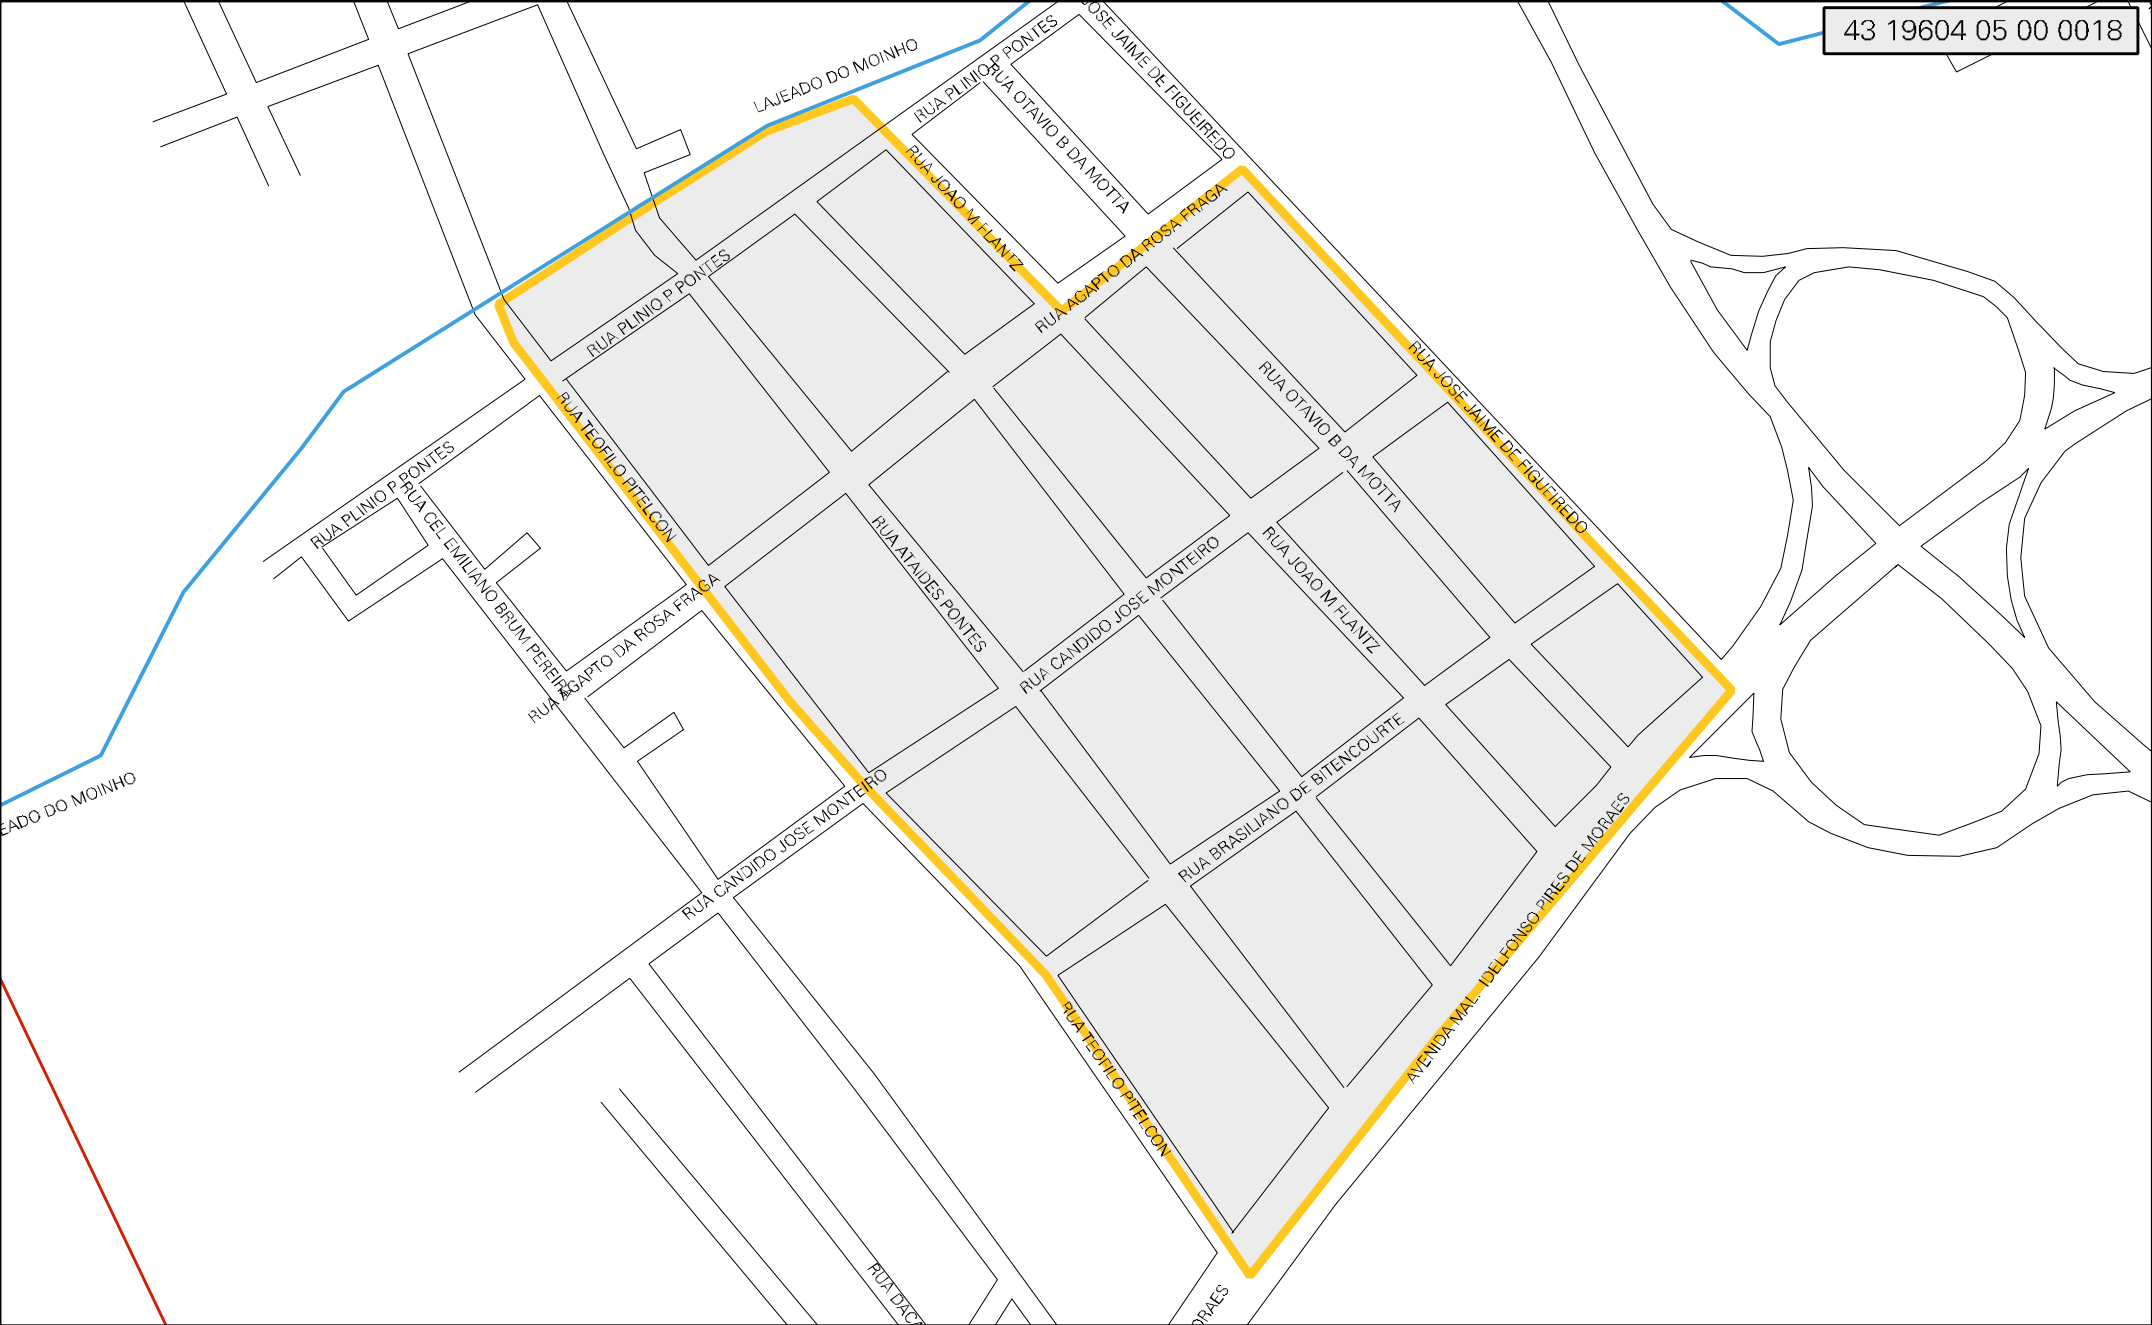 43 19604 05 00 0018
LAJEADO DO MOINHO
RUA PLINIO P PONTES
JOSE JAIME DE FIGUEIREDO
RUA OTAVIO B DA MOTTA
RUA JOAO M FLANTZ
RUA AGAPTO DA ROSA FRAGA
RUA PLINIO P PONTES
RUA TEOFILO PITELCON
RUA OTAVIO B DA MOTTA
RUA JOSE JAIME DE FIGUEIREDO
RUA PLINIO P PONTES
RUA CEL EMILIANO BRUM PEREIRA
RUA ATAIDES PONTES
RUA CANDIDO JOSE MONTEIRO
RUA JOAO M FLANTZ
RUA AGAPTO DA ROSA FRAGA
RUA BRASILIANO DE BITENCOURTE
EADO DO MOINHO
RUA CANDIDO JOSE MONTEIRO
AVENIDA MAL. IDELFONSO PIRES DE MORAES
RUA TEOFILO PITELCON
RUA DACA
ORAES